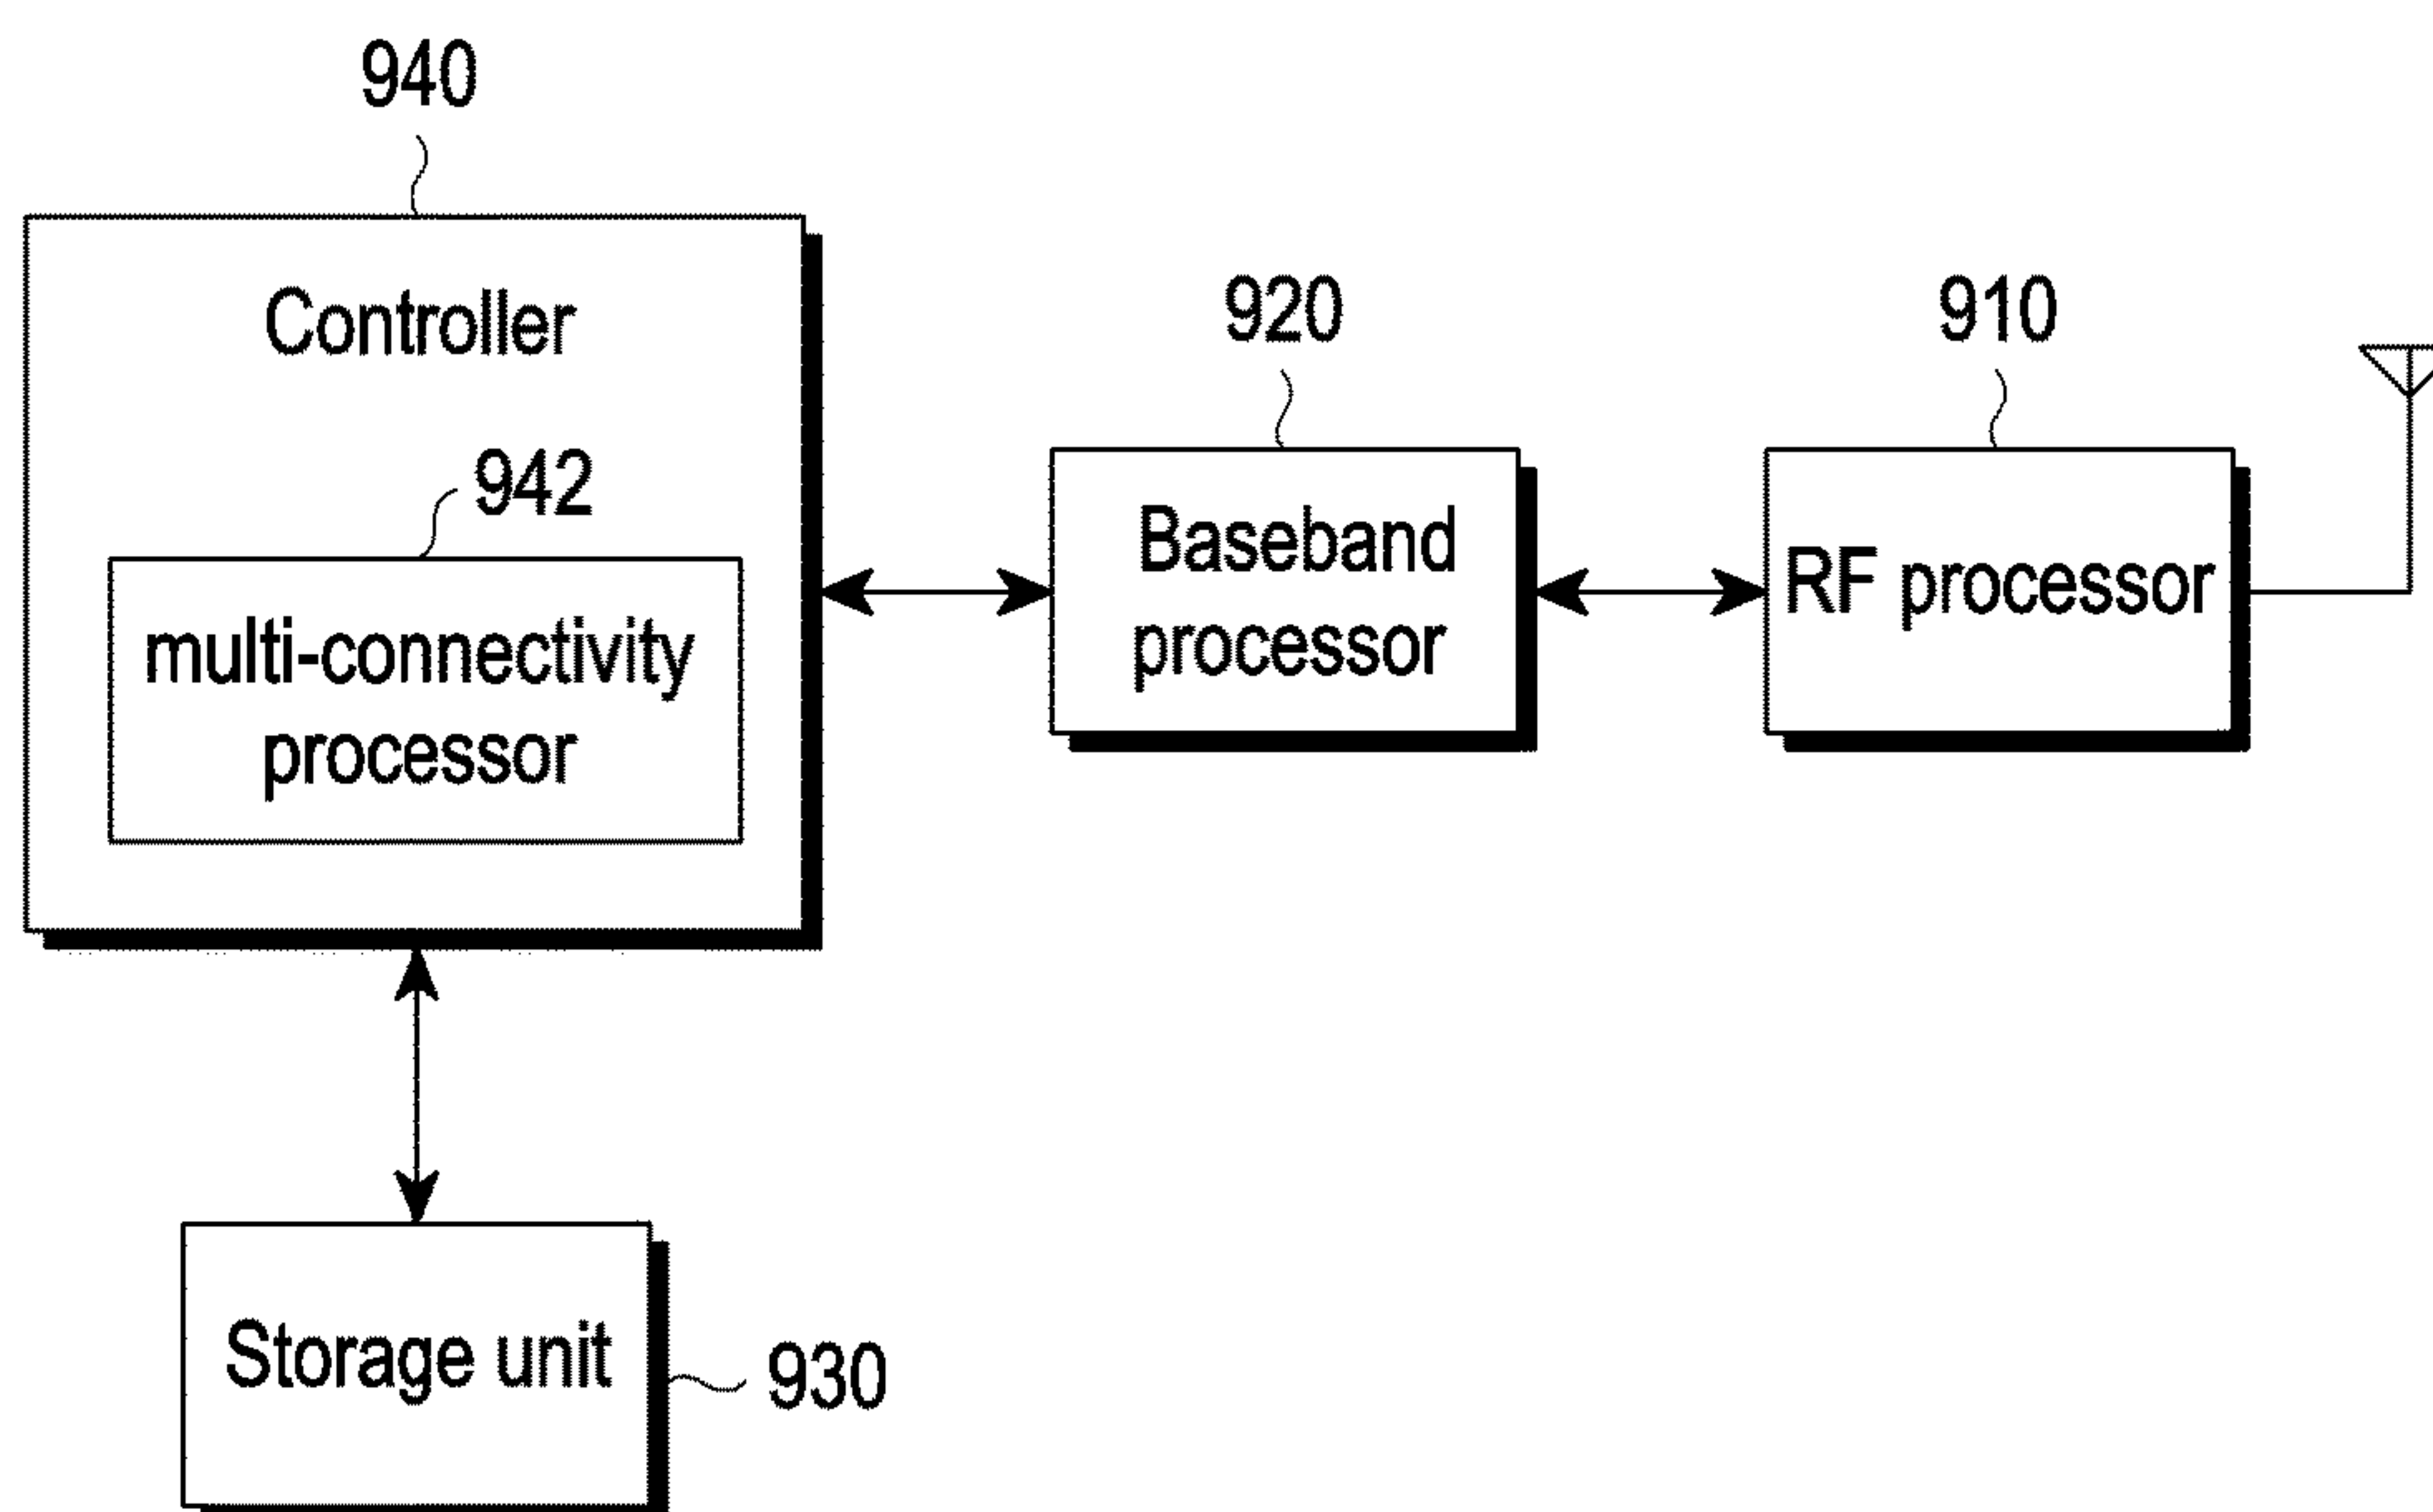 940
Controller
942
multi-connectivity
processor
920
Baseband
processor
910
RF processor
Storage unit
930